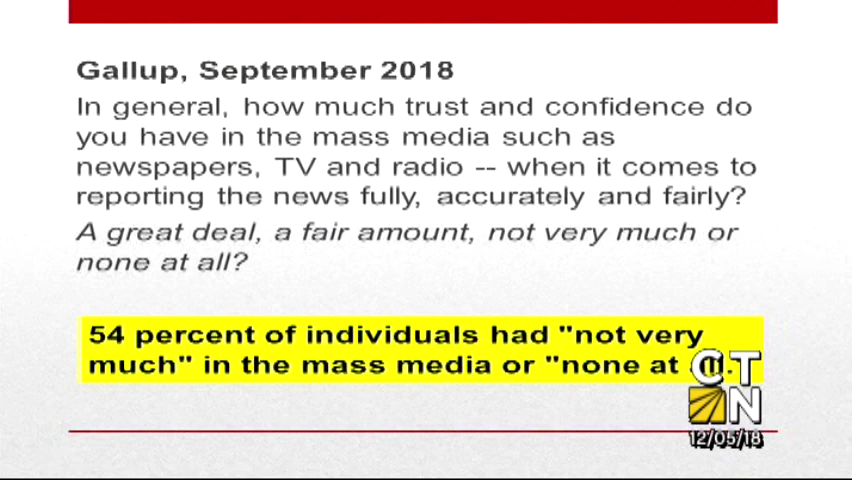 Gallup, September 2018
In general, how much trust and confidence do
you have in the mass media such as
newspapers, TV and radio -- when it comes to
reporting the news fully, accurately and fairly?
A great deal, a fair amount, not very much or
none at all?
54 percent of individuals had "not very
much" in the mass media or "none at
CT
N
12/05/18